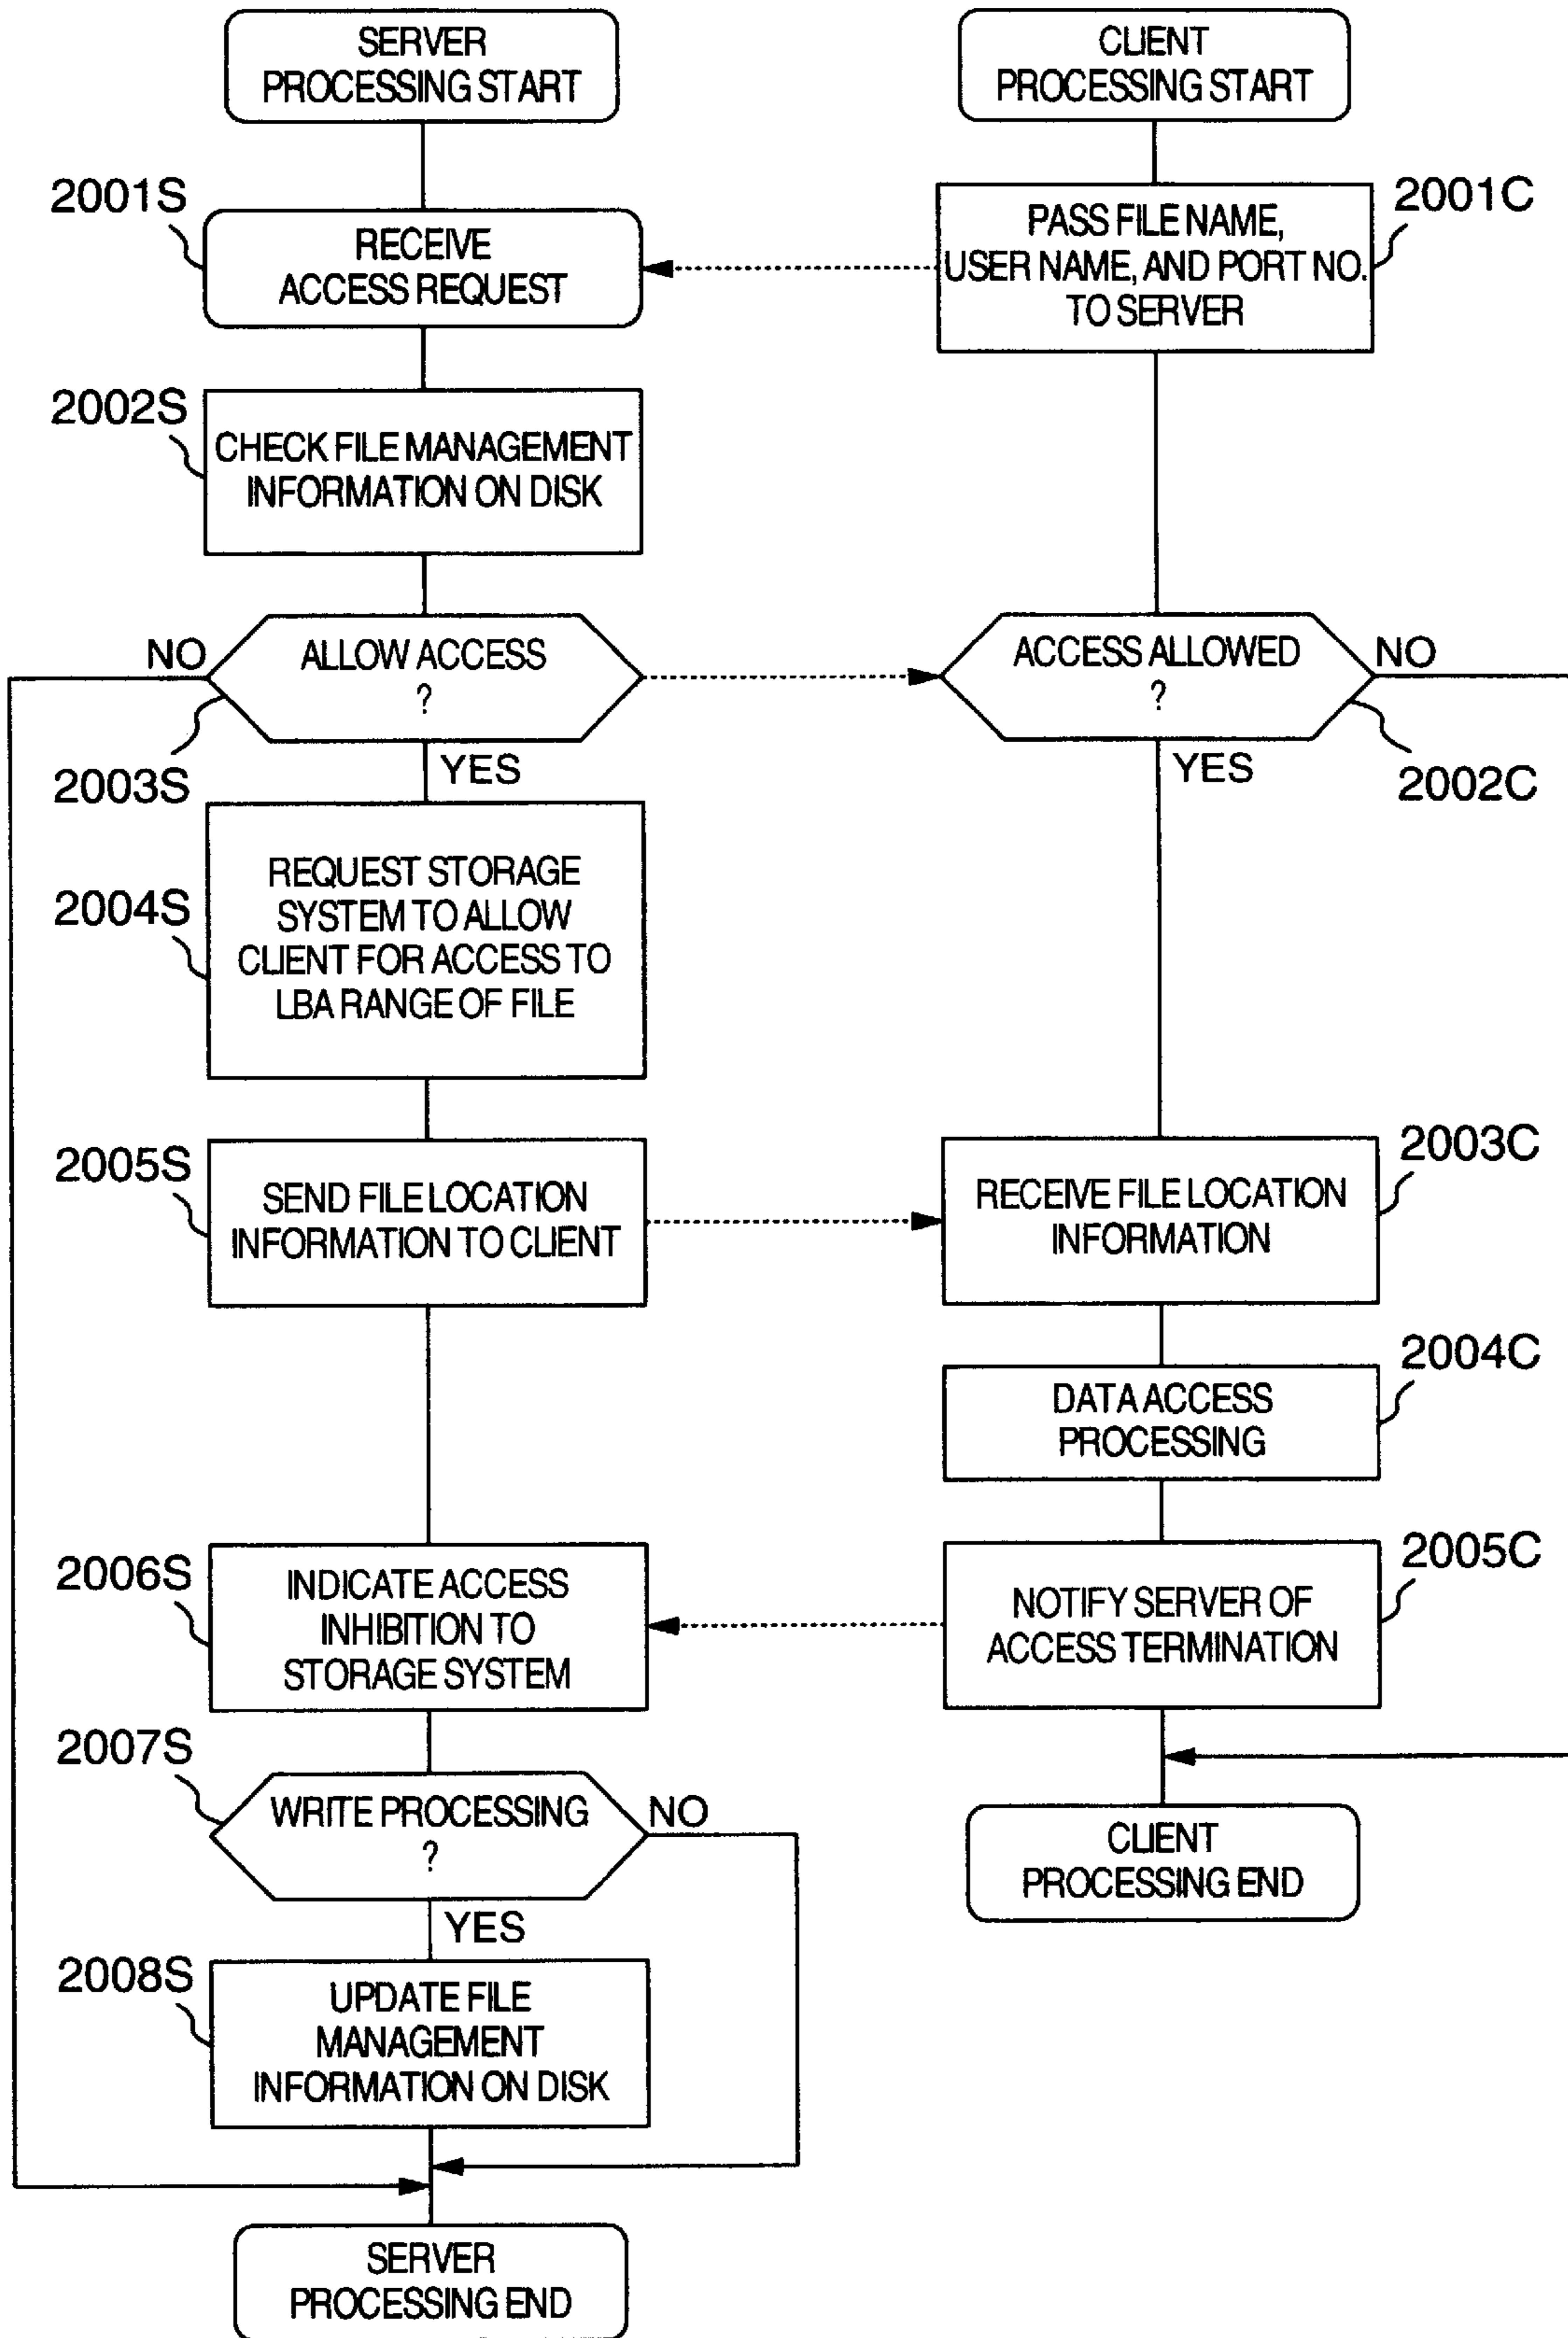 SERVER
PROCESSING START
CLIENT
PROCESSING START
2001S
RECEIVE
ACCESS REQUEST
PASS FILE NAME,
USER NAME, AND PORT NO.
TO SERVER
2001C
2002S
CHECK FILE MANAGEMENT
INFORMATION ON DISK
NO
ALLOW ACCESS
?
2003S
YES
ACCESS ALLOWED
?
NO
2002C
YES
2004S
REQUEST STORAGE
SYSTEM TO ALLOW
CLIENT FOR ACCESS TO
LBA RANGE OF FILE
2005S
SEND FILE LOCATION
INFORMATION TO CLIENT
RECEIVE FILE LOCATION
INFORMATION
2003C
DATA ACCESS
PROCESSING
2004C
2006S
INDICATE ACCESS
INHIBITION TO
STORAGE SYSTEM
NOTIFY SERVER OF
ACCESS TERMINATION
2005C
2007S
WRITE PROCESSING
?
NO
YES
CLIENT
PROCESSING END
2008S
UPDATE FILE
MANAGEMENT
INFORMATION ON DISK
SERVER
PROCESSING END